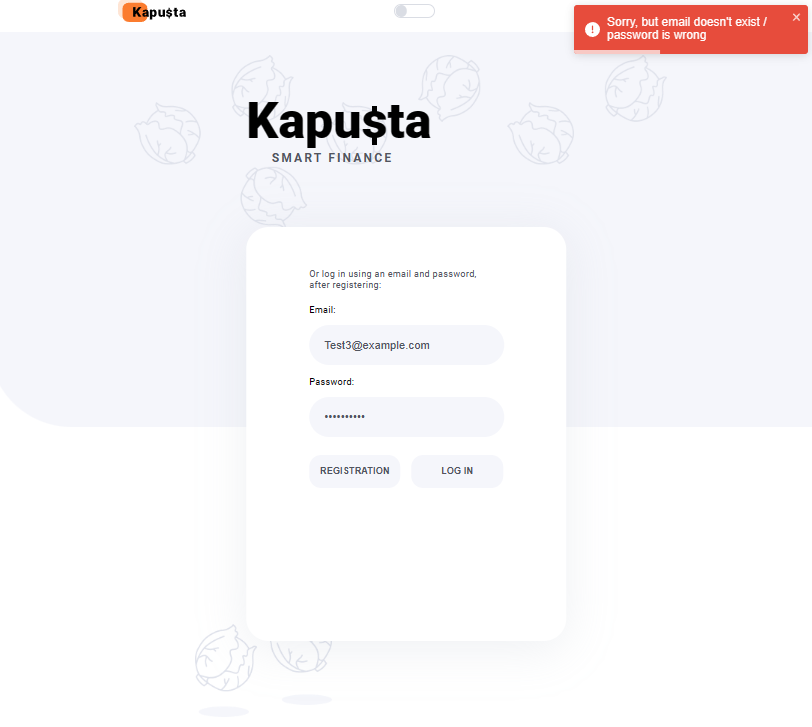 Kapu$ta
Sorry, but email doesn't exist /
password is wrong
Kapu$ta
SMART FINANCE
Or log in using an email and password,
after registering:
Email:
Test3@example.com
Password:
••••••••••
REGISTRATION
LOG IN